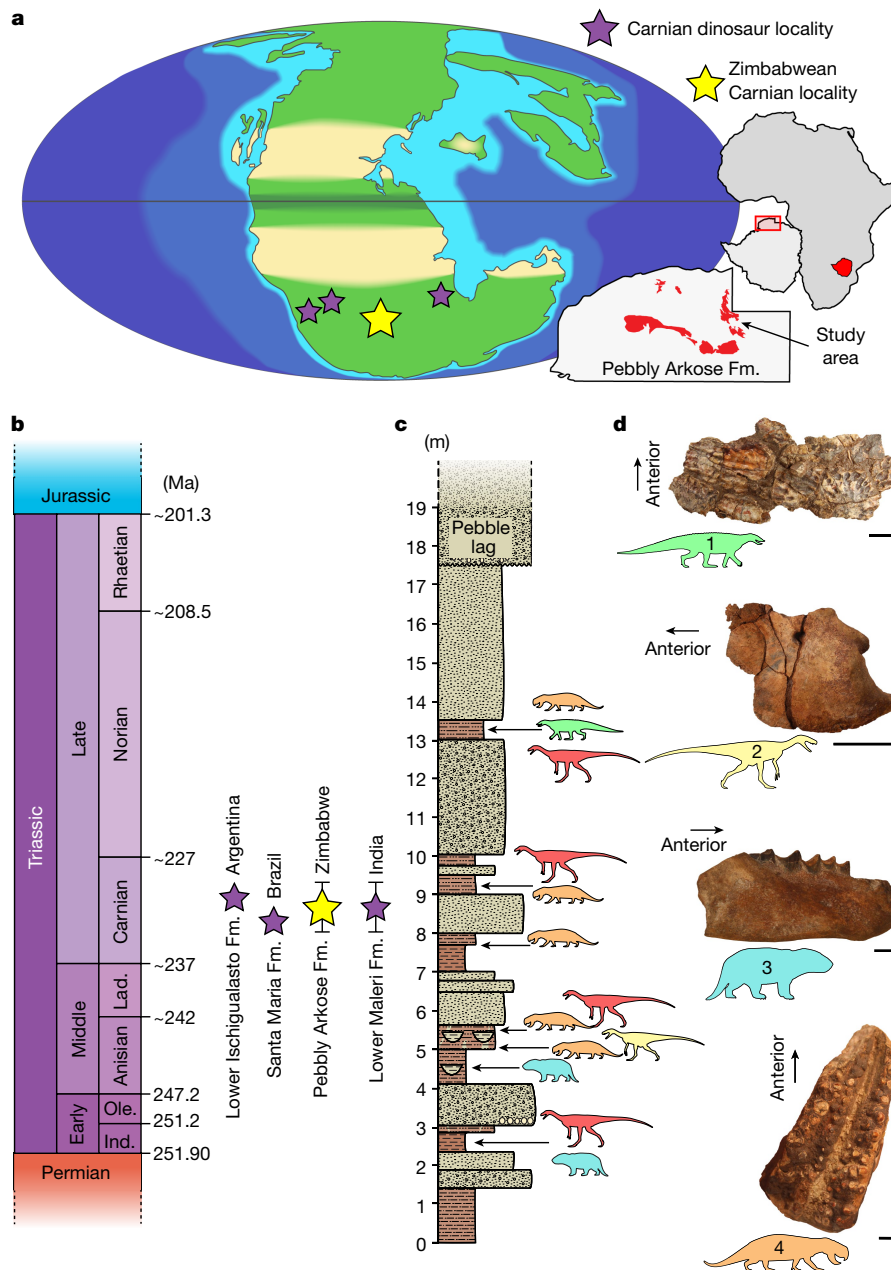 a
Carnian dinosaur locality
Zimbabwean
Carnian locality
Study
area
Pebbly Arkose Fm.
b
(Ma)
Jurassic
~201.3
Rhaetian
~208.5
Norian
~227
Carnian
~237
Lad.
~242
Anisian
247.2
Ole.
251.2
Ind.
251.90
Triassic
Late
Middle
Early
Permian
Lower Ischigualasto Fm.
Argentina
Santa Maria Fm.
Brazil
Pebbly Arkose Fm.
Zimbabwe
Lower Maleri Fm.
India
c
(m)
19
18
17
16
15
14
13
12
11
10
9
8
7
6
5
4
3
2
1
0
Pebble
lag
d
Anterior
1
Anterior
2
Anterior
3
Anterior
4